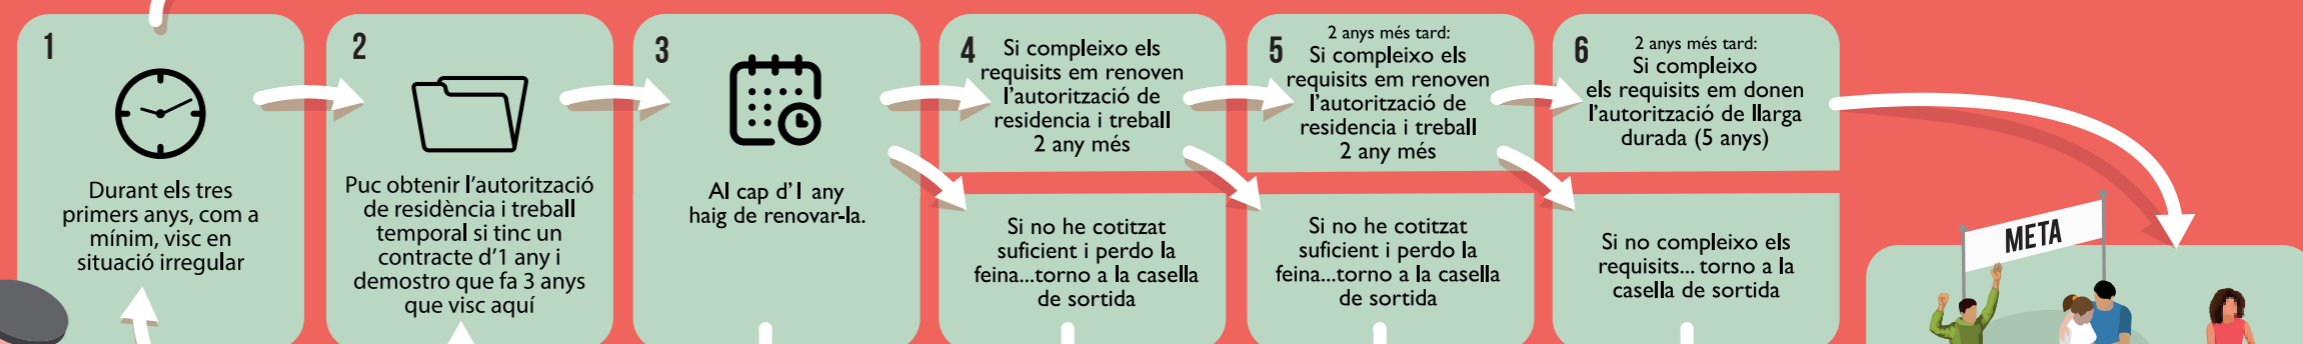 1
Durant els tres
primers anys, com a
mínim, visc en
situació irregular
2
Puc obtenir l'autorització
de residència i treball
temporal si tinc un
contracte d'1 any i
demostro que fa 3 anys
que visc aquí
3
Al cap d'1 any
haig de renovar-la.
4
Si compleixo els
requisits em renoven
l'autorització de
residencia i treball
2 any més
Si no he cotitzat
suficient i perdo la
feina...torno a la casella
de sortida
5
2 anys més tard:
Si compleixo els
requisits em renoven
l'autorització de
residencia i treball
2 any més
Si no he cotitzat
suficient i perdo la
feina...torno a la casella
de sortida
6
2 anys més tard:
Si compleixo
els requisits em donen
l'autorització de llarga
durada (5 anys)
Si no compleixo els
requisits... torno a la
casella de sortida
META